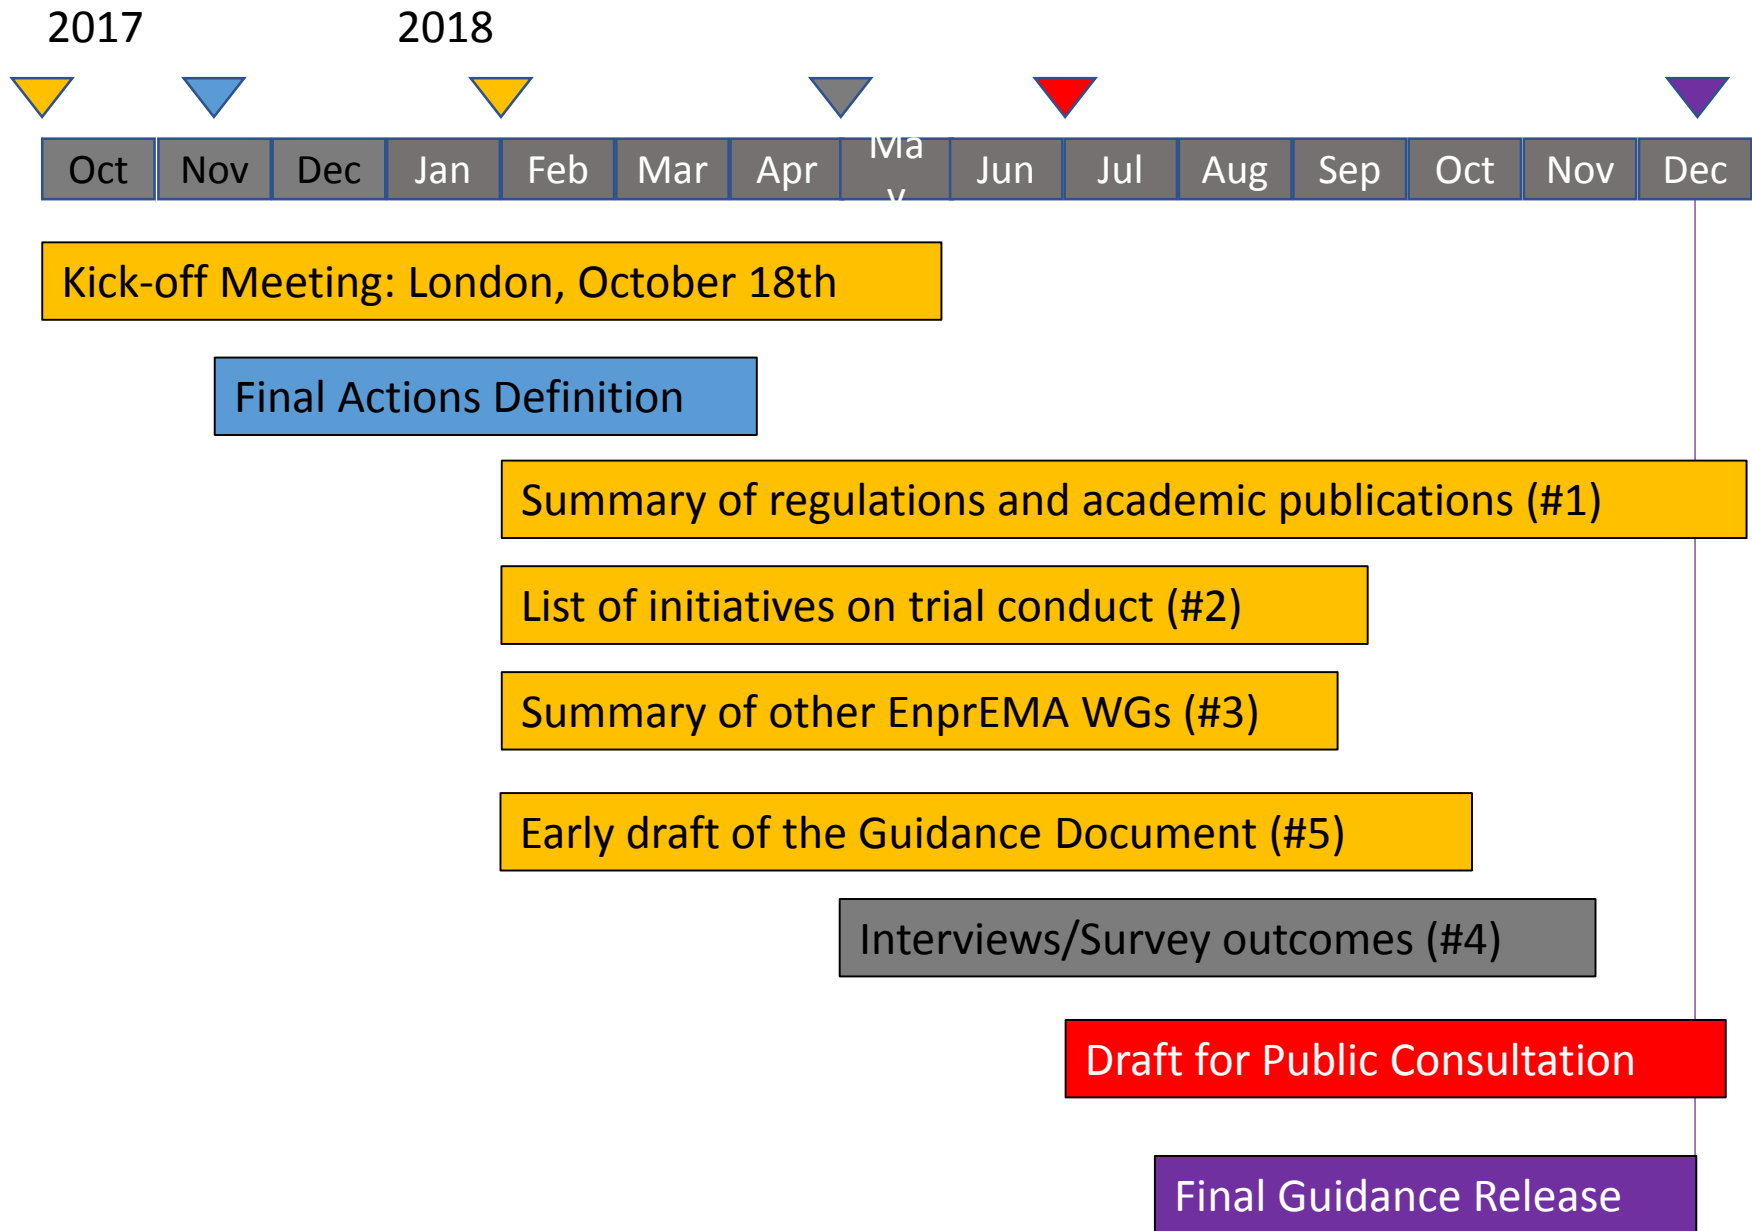 2017 2018
Oct Nov Dec Jan Feb Mar Apr May Jun Jul Aug Sep Oct Nov Dec
Kick-off Meeting: London, October 18th
Final Actions Definition
Summary of regulations and academic publications (#1)
List of initiatives on trial conduct (#2)
Summary of other EnprEMA WGs (#3)
Early draft of the Guidance Document (#5)
Interviews/Survey outcomes (#4)
Draft for Public Consultation
Final Guidance Release